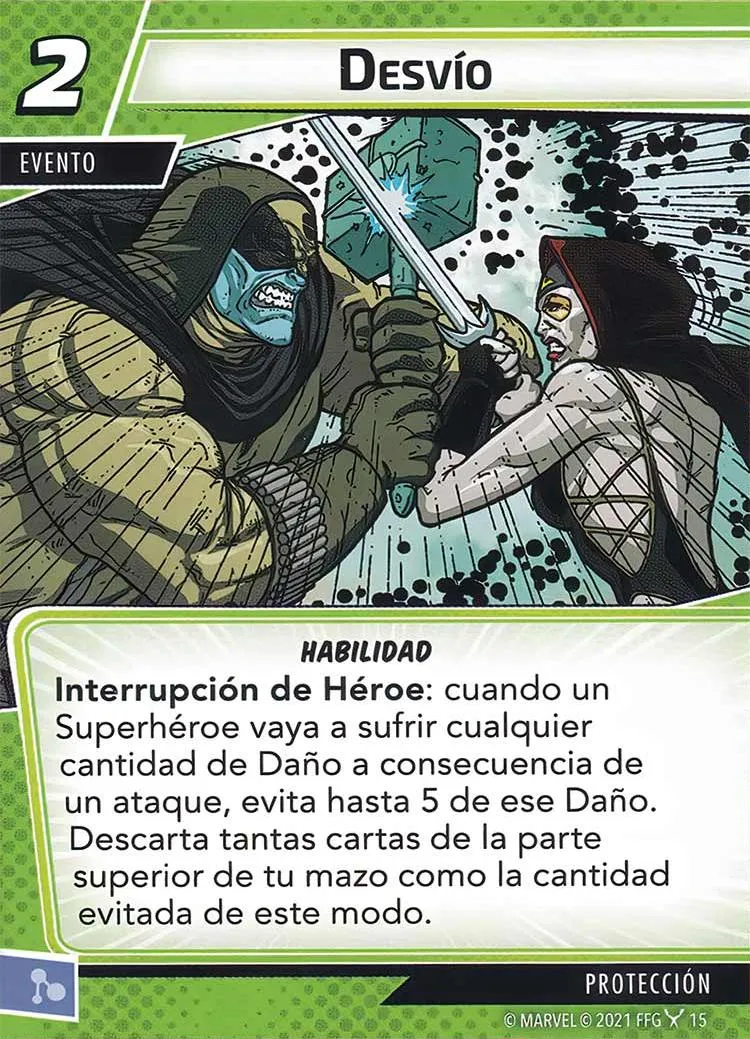 2
DESVÍO
EVENTO
HABILIDAD
Interrupción de Héroe: cuando un
Superhéroe vaya a sufrir cualquier
cantidad de Daño a consecuencia de
un ataque, evita hasta 5 de ese Daño.
Descarta tantas cartas de la parte
superior de tu mazo como la cantidad
evitada de este modo.
PROTECCIÓN
© MARVEL © 2021 FFG 15